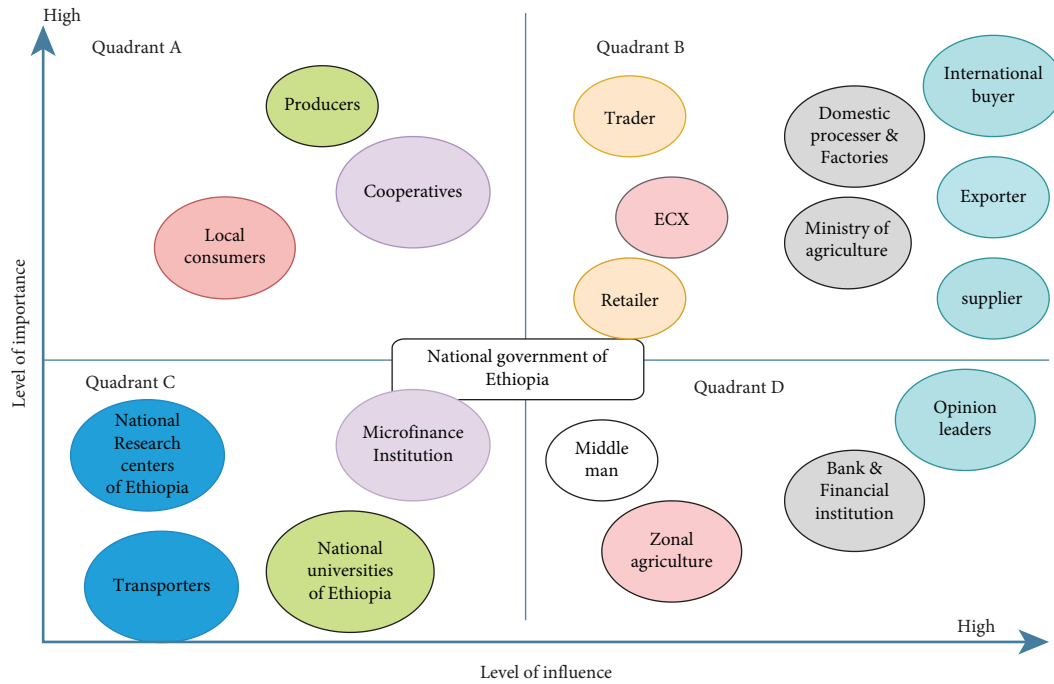 High
Quadrant A
Producers
Cooperatives
Local
consumers
Quadrant B
Trader
ECX
Retailer
Domestic
processer &
Factories
Ministry of
agriculture
International
buyer
Exporter
supplier
Level of importance
National government of
Ethiopia
Quadrant C
National
Research
centers
of Ethiopia
Microfinance
Institution
Transporters
National
universities
of Ethiopia
Quadrant D
Middle
man
Zonal
agriculture
Bank &
Financial
institution
Opinion
leaders
High
Level of influence